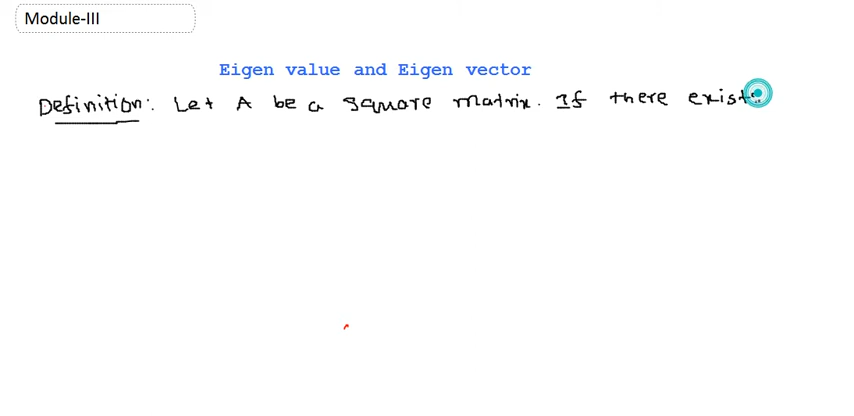 Module-III
Eigen value and Eigen vector
Definition: Let A be a square matrix. If there exists